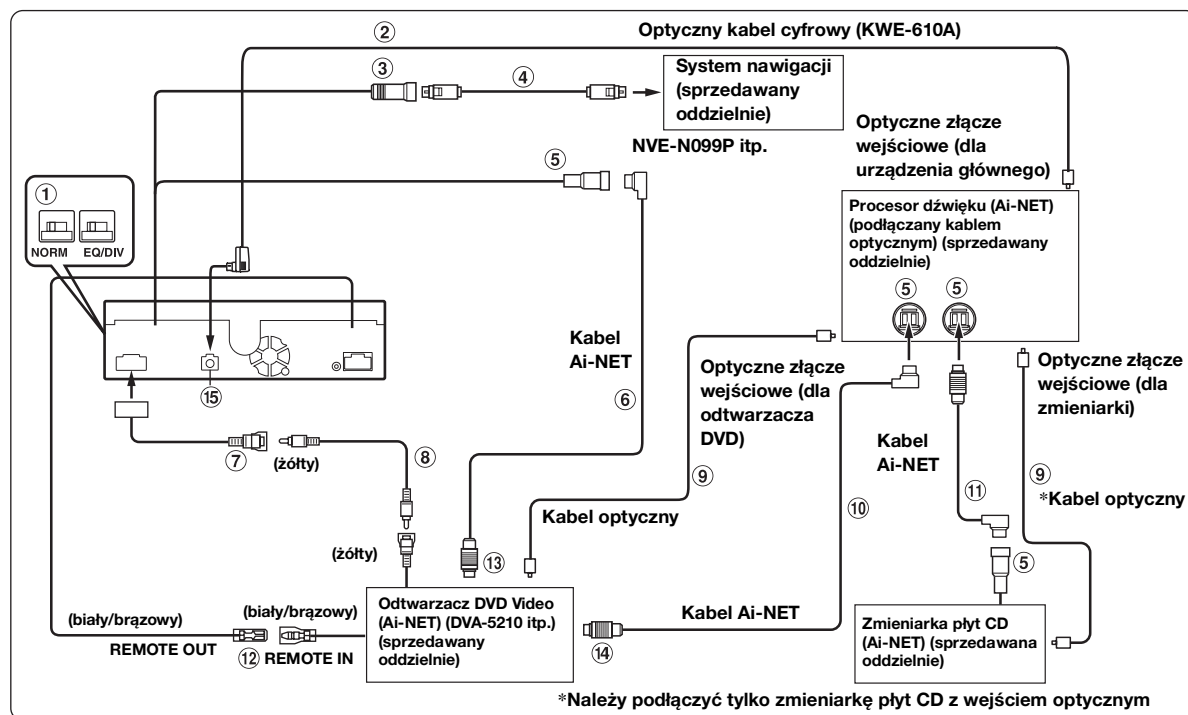 ②
Optyczny kabel cyfrowy (KWE-610A)
③
④
System nawigacji
(sprzedawany
oddzielnie)
NVE-N099P itp.
Optyczne złącze
wejściowe (dla
urządzenia głównego)
⑤
①
NORM EQ/DIV
Procesor dźwięku (Ai-NET)
(podłączany kablem
optycznym) (sprzedawany
oddzielnie)
⑤ ⑤
Kabel
Ai-NET
⑥
⑮
Optyczne złącze
wejściowe (dla
odtwarzacza
DVD)
Optyczne złącze
wejściowe (dla
zmieniarki)
Kabel
Ai-NET
⑦
(żółty)
⑧
⑨
Kabel optyczny
⑩
⑪
⑨
*Kabel optyczny
(żółty)
⑬
⑤
(biały/brązowy)
REMOTE OUT
(biały/brązowy)
⑫ REMOTE IN
Odtwarzacz DVD Video
(Ai-NET) (DVA-5210 itp.)
(sprzedawany
oddzielnie)
Kabel Ai-NET
⑭
Zmieniarka płyt CD
(Ai-NET) (sprzedawana
oddzielnie)
*Należy podłączyć tylko zmieniarkę płyt CD z wejściem optycznym